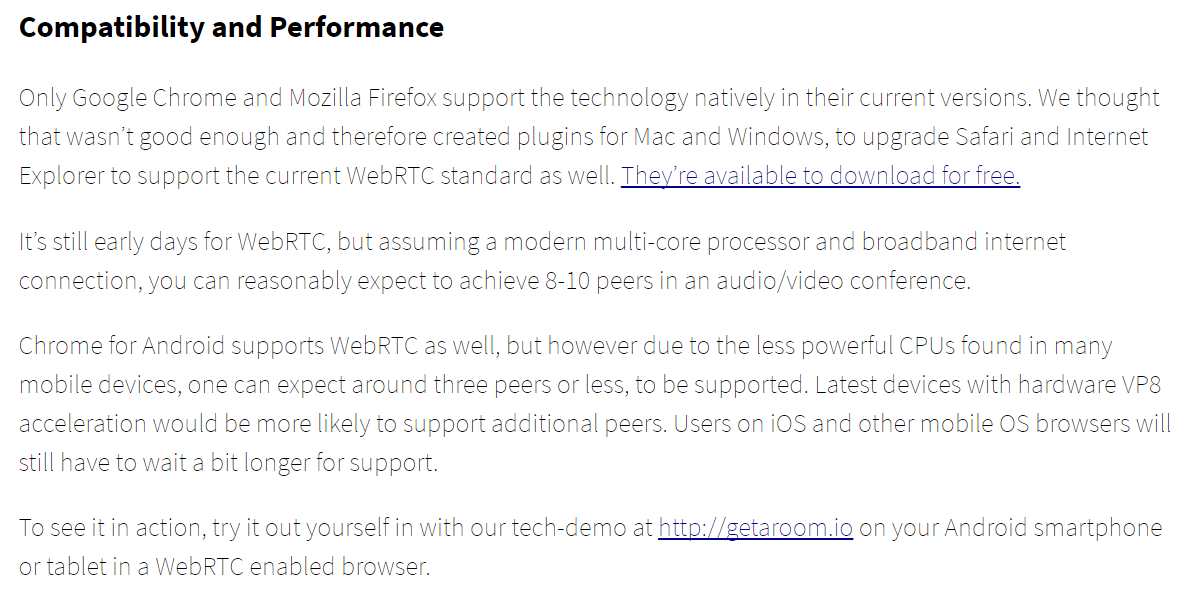 Compatibility and Performance
Only Google Chrome and Mozilla Firefox support the technology natively in their current versions. We thought
that wasn’t good enough and therefore created plugins for Mac and Windows, to upgrade Safari and Internet
Explorer to support the current WebRTC standard as well. They’re available to download for free.
It’s still early days for WebRTC, but assuming a modern multi-core processor and broadband internet
connection, you can reasonably expect to achieve 8-10 peers in an audio/video conference.
Chrome for Android supports WebRTC as well, but however due to the less powerful CPUs found in many
mobile devices, one can expect around three peers or less, to be supported. Latest devices with hardware VP8
acceleration would be more likely to support additional peers. Users on iOS and other mobile OS browsers will
still have to wait a bit longer for support.
To see it in action, try it out yourself in with our tech-demo at http://getaroom.io on your Android smartphone
or tablet in a WebRTC enabled browser.